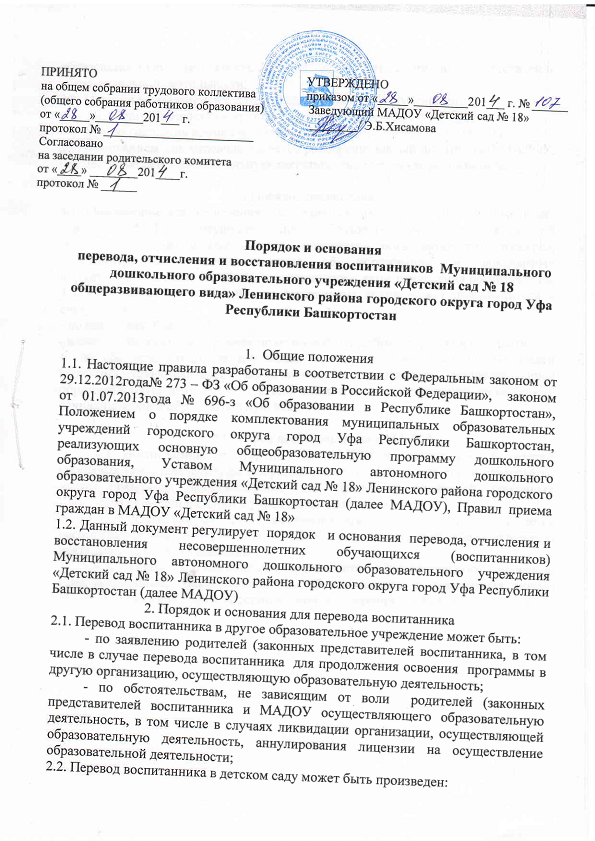 ПРИНЯТО
на общем собрании трудового коллектива
(общего собрания работников образования)
от «28» 08 2014 г.
протокол № 1
Согласовано
на заседании родительского комитета
от «28» 08 2014 г.
протокол № 1
УТВЕРЖДЕНО
приказом от «28» 08 2014 г. № 107
Заведующий МАДОУ «Детский сад № 18»
Э.Б.Хисамова
Порядок и основания
перевода, отчисления и восстановления воспитанников Муниципального
дошкольного образовательного учреждения «Детский сад № 18
общеразвивающего вида» Ленинского района городского округа город Уфа
Республики Башкортостан
1. Общие положения
1.1. Настоящие правила разработаны в соответствии с Федеральным законом от
29.12.2012года№ 273 – ФЗ «Об образовании в Российской Федерации», законом
от 01.07.2013года № 696-з «Об образовании в Республике Башкортостан»,
Положением о порядке комплектования муниципальных образовательных
учреждений городского округа город Уфа Республики Башкортостан,
реализующих основную общеобразовательную программу дошкольного
образования, Уставом Муниципального автономного дошкольного
образовательного учреждения «Детский сад № 18» Ленинского района городского
округа город Уфа Республики Башкортостан (далее МАДОУ), Правил приема
граждан в МАДОУ «Детский сад № 18»
1.2. Данный документ регулирует порядок и основания перевода, отчисления и
восстановления несовершеннолетних обучающихся (воспитанников)
Муниципального автономного дошкольного образовательного учреждения
«Детский сад № 18» Ленинского района городского округа город Уфа Республики
Башкортостан (далее МАДОУ)
2. Порядок и основания для перевода воспитанника
2.1. Перевод воспитанника в другое образовательное учреждение может быть:
- по заявлению родителей (законных представителей воспитанника, в том
числе в случае перевода воспитанника для продолжения освоения программы в
другую организацию, осуществляющую образовательную деятельность;
- по обстоятельствам, не зависящим от воли родителей (законных
представителей воспитанника и МАДОУ осуществляющего образовательную
деятельность, в том числе в случаях ликвидации организации, осуществляющей
образовательную деятельность, аннулирования лицензии на осуществление
образовательной деятельности;
2.2. Перевод воспитанника в детском саду может быть произведен: